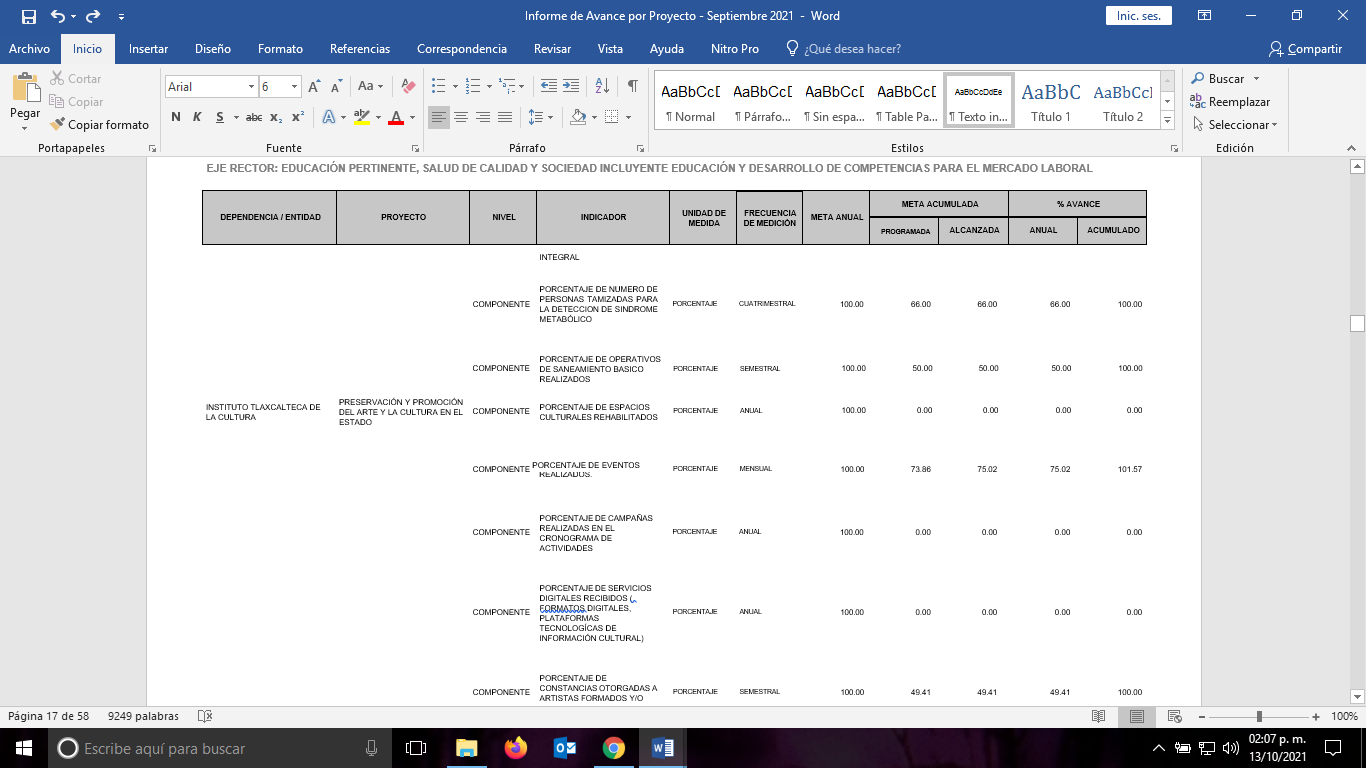 Informe de Avance por Proyecto - Septiembre 2021 - Word
Inic. ses.
Archivo Inicio Insertar Diseño Formato Referencias Correspondencia Revisar Vista Ayuda Nitro Pro ¿Qué desea hacer? Compartir
Pegar
Cortar
Copiar
Copiar formato
Portapapeles
Arial 6
Aa
N K S abc x₂ x²
Fuente
Párrafo
AaBbCcD AaBbCcD AaBbCcD AaBbCcD AaBbCcDdEe AaBbC AaBbCcI
¶ Normal ¶ Párrafo... ¶ Sin espa... ¶ Table Pa... ¶ Texto in... Título 1 Título 2
Estilos
Buscar
Reemplazar
Seleccionar
Edición
EJE RECTOR: EDUCACIÓN PERTINENTE, SALUD DE CALIDAD Y SOCIEDAD INCLUYENTE EDUCACIÓN Y DESARROLLO DE COMPETENCIAS PARA EL MERCADO LABORAL
DEPENDENCIA / ENTIDAD
PROYECTO
NIVEL
INDICADOR
UNIDAD DE
MEDIDA
FRECUENCIA
DE MEDICIÓN
META ANUAL
META ACUMULADA
PROGRAMADA ALCANZADA
% AVANCE
ANUAL ACUMULADO
INTEGRAL
COMPONENTE
PORCENTAJE DE NUMERO DE
PERSONAS TAMIZADAS PARA
LA DETECCION DE SINDROME
METABÓLICO
PORCENTAJE CUATRIMESTRAL 100.00 66.00 66.00 66.00 100.00
COMPONENTE
PORCENTAJE DE OPERATIVOS
DE SANEAMIENTO BASICO
REALIZADOS
PORCENTAJE SEMESTRAL 100.00 50.00 50.00 50.00 100.00
INSTITUTO TLAXCALTECA DE
LA CULTURA
PRESERVACIÓN Y PROMOCIÓN
DEL ARTE Y LA CULTURA EN EL
ESTADO
COMPONENTE
PORCENTAJE DE ESPACIOS
CULTURALES REHABILITADOS
PORCENTAJE ANUAL 100.00 0.00 0.00 0.00 0.00
COMPONENTE
PORCENTAJE DE EVENTOS
REALIZADOS.
PORCENTAJE MENSUAL 100.00 73.86 75.02 75.02 101.57
COMPONENTE
PORCENTAJE DE CAMPAÑAS
REALIZADAS EN EL
CRONOGRAMA DE
ACTIVIDADES
PORCENTAJE ANUAL 100.00 0.00 0.00 0.00 0.00
COMPONENTE
PORCENTAJE DE SERVICIOS
DIGITALES RECIBIDOS (
FORMATOS DIGITALES,
PLATAFORMAS
TECNOLOGÍCAS DE
INFORMACIÓN CULTURAL)
PORCENTAJE ANUAL 100.00 0.00 0.00 0.00 0.00
COMPONENTE
PORCENTAJE DE
CONSTANCIAS OTORGADAS A
ARTISTAS FORMADOS Y/O
PORCENTAJE SEMESTRAL 100.00 49.41 49.41 49.41 100.00
Página 17 de 58 9249 palabras 100%
Escribe aquí para buscar
02:07 p. m.
13/10/2021